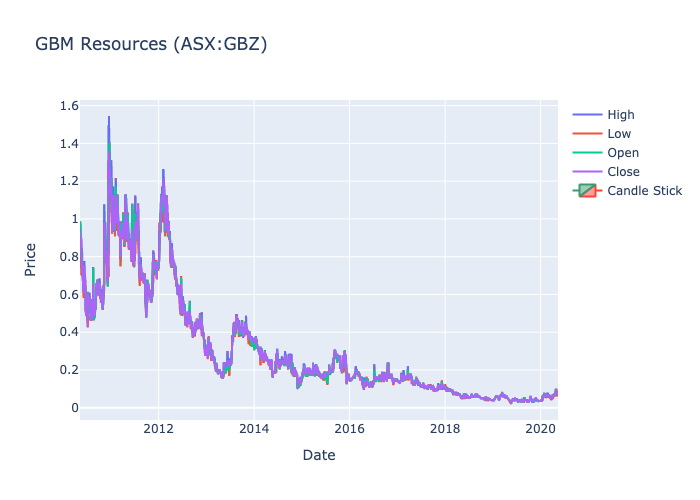 GBM Resources (ASX:GBZ)
1.6
1.4
1.2
1
0.8
0.6
0.4
0.2
0
Price
2012
2014
2016
2018
2020
Date
High
Low
Open
Close
Candle Stick